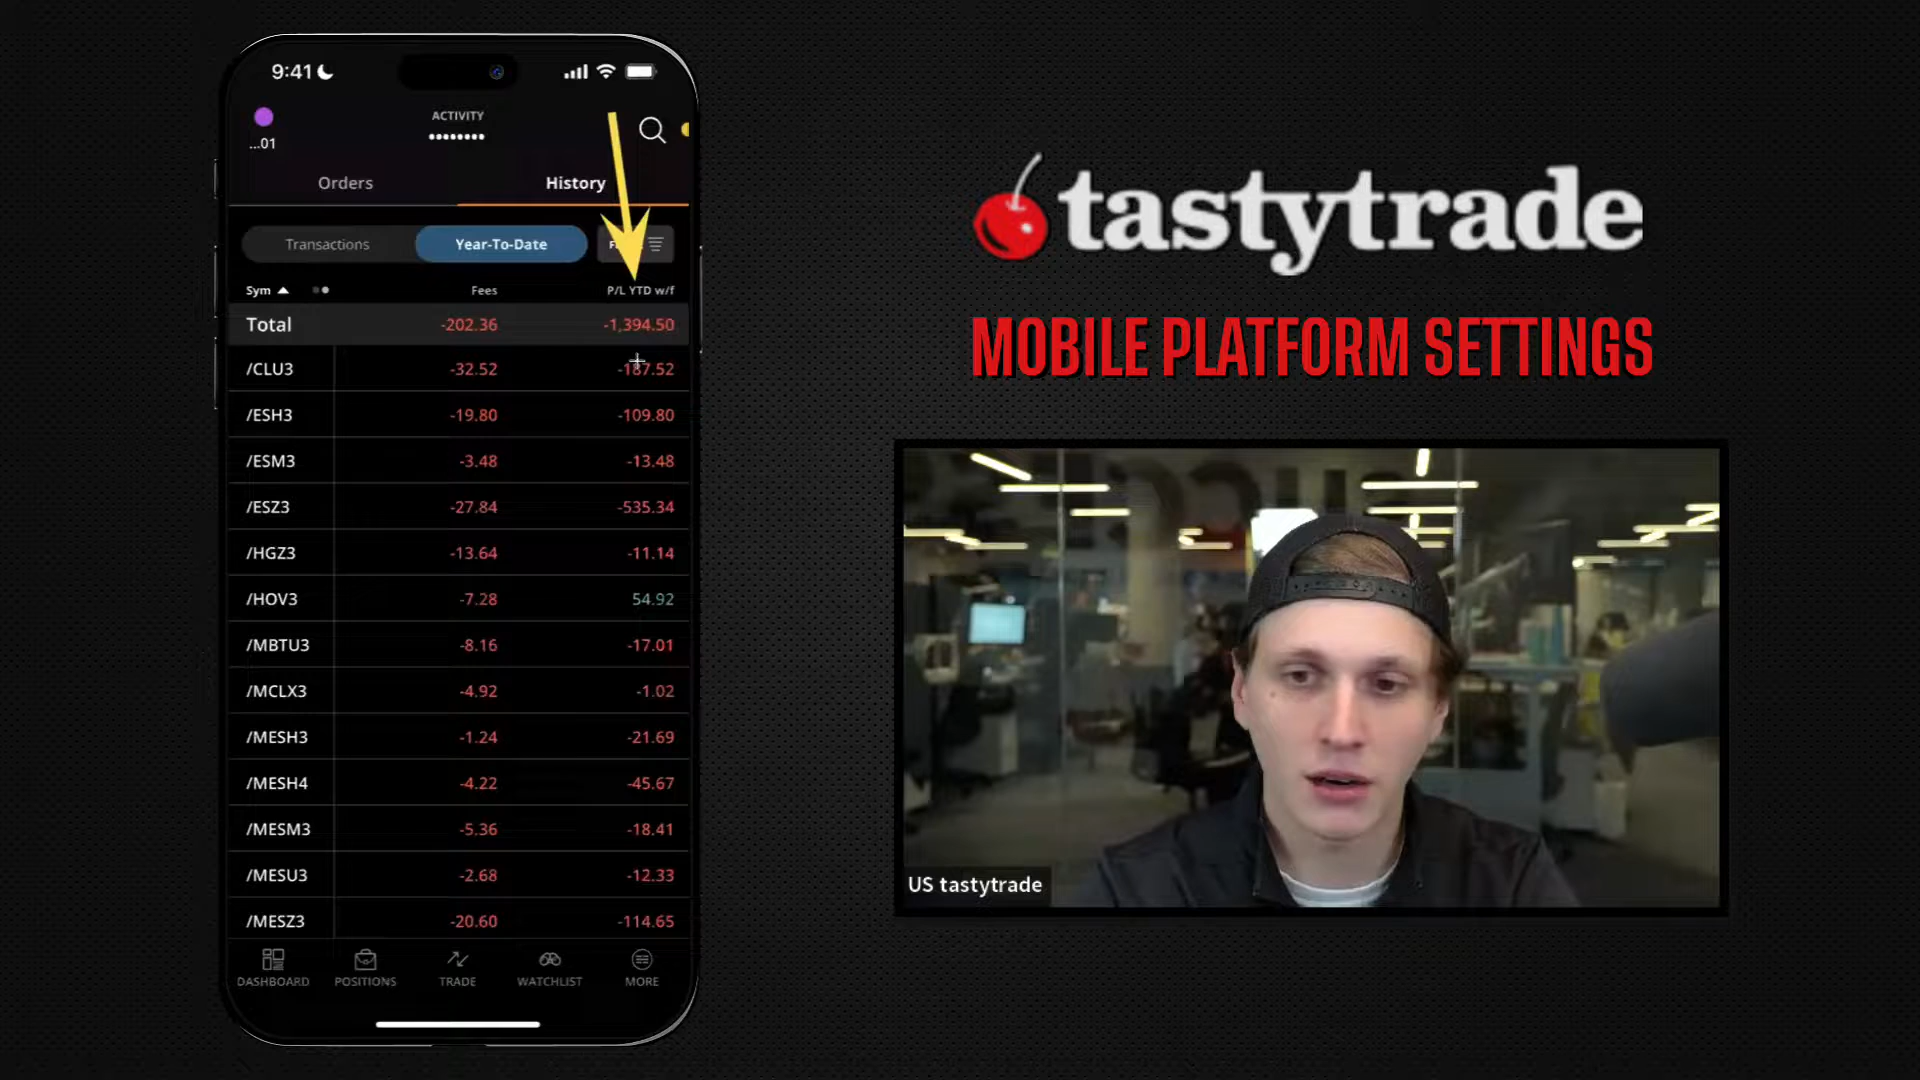 9:41
ACTIVITY
...01
Orders History
Transactions Year-To-Date
Sym Fees P/L YTD w/f
Total -202.36 -1,394.50
/CLU3 -32.52 -187.52
/ESH3 -19.80 -109.80
/ESM3 -3.48 -13.48
/ESZ3 -27.84 -535.34
/HGZ3 -13.64 -11.14
/HOV3 -7.28 54.92
/MBTU3 -8.16 -17.01
/MCLX3 -4.92 -1.02
/MESH3 -1.24 -21.69
/MESH4 -4.22 -45.67
/MESM3 -5.36 -18.41
/MESU3 -2.68 -12.33
/MESZ3 -20.60 -114.65
DASHBOARD POSITIONS TRADE WATCHLIST MORE
tastytrade
MOBILE PLATFORM SETTINGS
US tastytrade